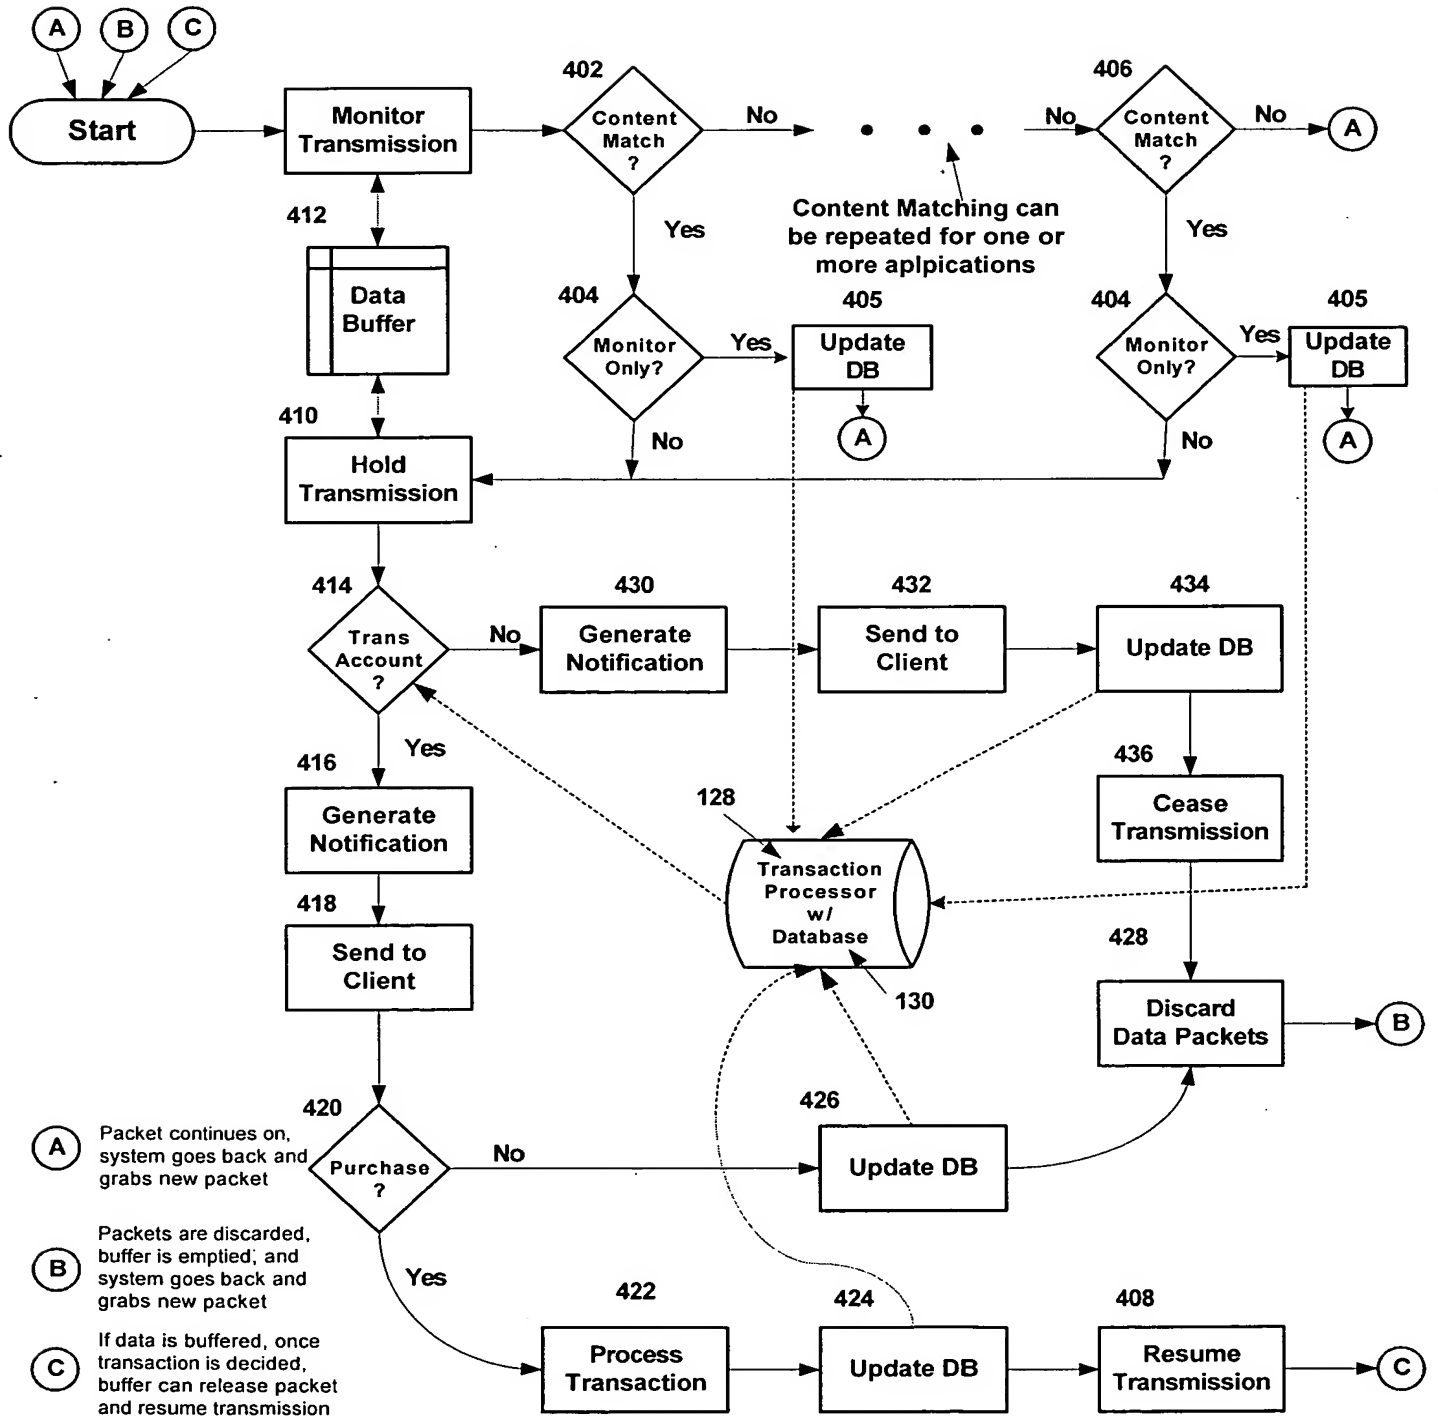 A
B
C
Start
Monitor
Transmission
402
Content
Match
?
No
No
406
Content
Match
?
No
A
Content Matching can
be repeated for one or
more aplpications
412
Data
Buffer
Yes
Yes
404
Monitor
Only?
Yes
405
Update
DB
A
No
404
Monitor
Only?
Yes
405
Update
DB
A
No
410
Hold
Transmission
414
Trans
Account
?
No
430
Generate
Notification
432
Send to
Client
434
Update DB
Yes
416
Generate
Notification
436
Cease
Transmission
128
Transaction
Processor
w/
Database
130
418
Send to
Client
428
Discard
Data Packets
B
420
Purchase
?
No
426
Update DB
Yes
422
Process
Transaction
424
Update DB
408
Resume
Transmission
C
A
Packet continues on,
system goes back and
grabs new packet
B
Packets are discarded,
buffer is emptied, and
system goes back and
grabs new packet
C
If data is buffered, once
transaction is decided,
buffer can release packet
and resume transmission